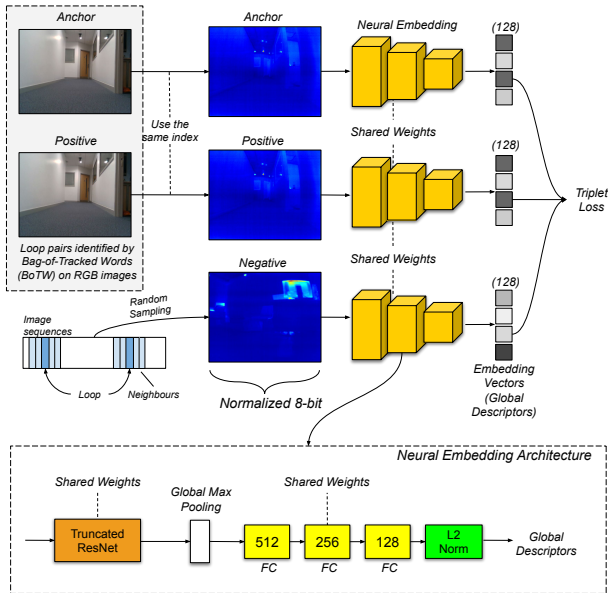 Anchor
Anchor
Neural Embedding
(128)
Use the
same index
Shared Weights
Positive
Positive
(128)
Triplet
Loss
Loop pairs identified by
Bag-of-Tracked Words
(BoTW) on RGB images
Negative
Shared Weights
(128)
Random
Sampling
Image
sequences
Loop
Neighbours
Normalized 8-bit
Embedding
Vectors
(Global
Descriptors)
Neural Embedding Architecture
Shared Weights
Global Max
Pooling
Shared Weights
Truncated
ResNet
512
256
128
L2
Norm
Global
Descriptors
FC
FC
FC